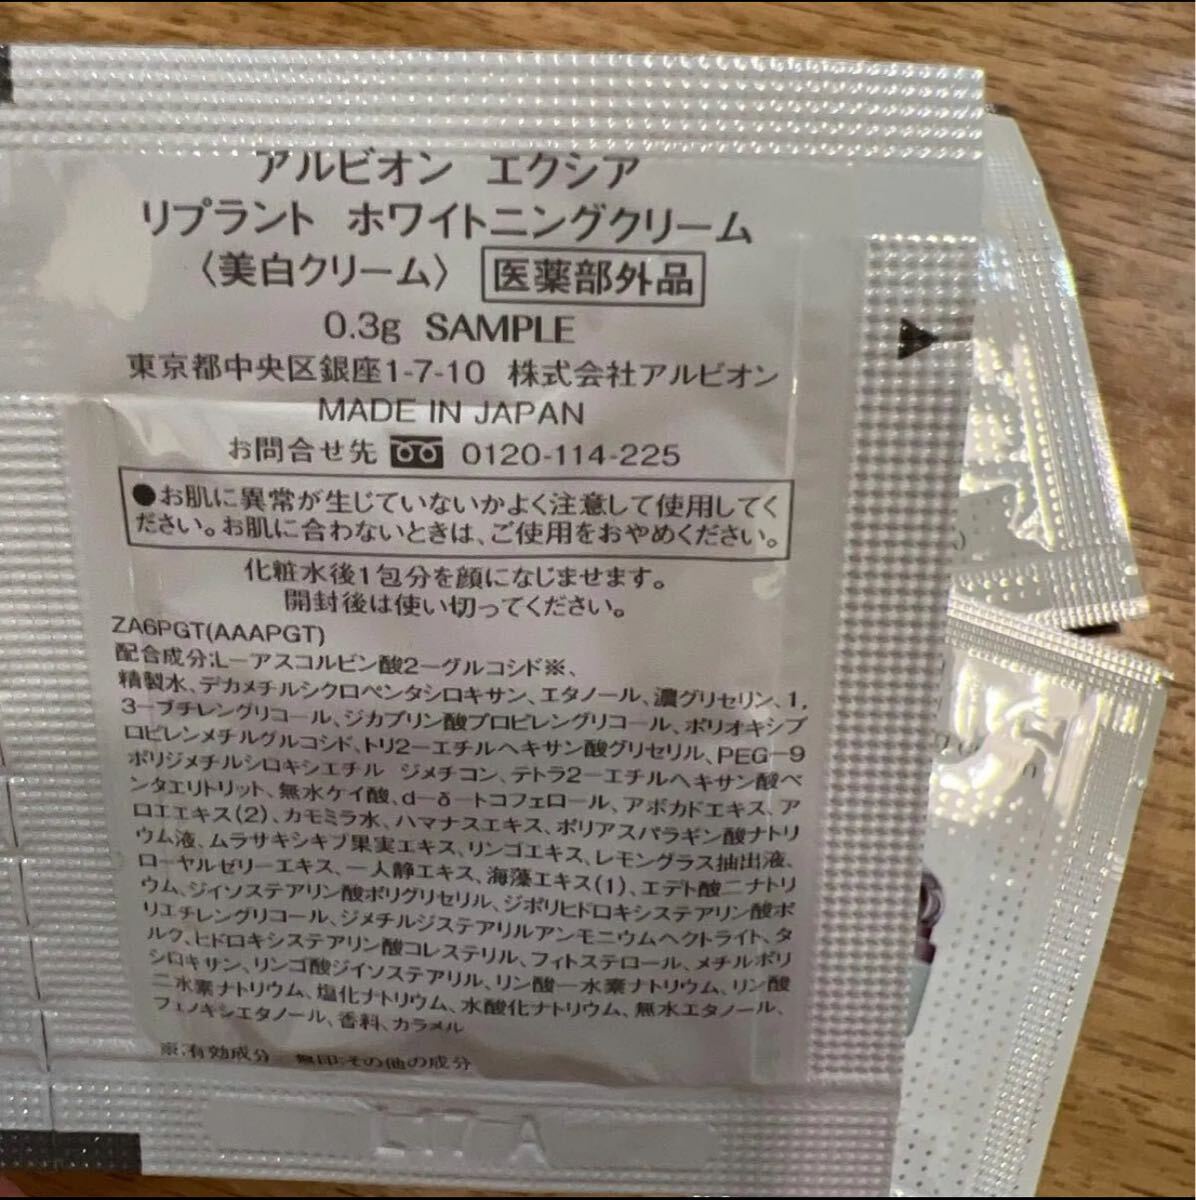 アルビオン エクシア
リプラント ホワイトニングクリーム
〈美白クリーム〉 医薬部外品
0.3g SAMPLE
東京都中央区銀座1-7-10 株式会社アルビオン
MADE IN JAPAN
お問合せ先 0120-114-225
●お肌に異常が生じていないかよく注意して使用してく
ださい。お肌に合わないときは、ご使用をおやめください。
化粧水後1包分を顔になじませます。
開封後は使い切ってください。
ZA6PGT(AAAPGT)
配合成分:L-アスコルビン酸2-グルコシド※、
精製水、デカメチルシクロペンタシロキサン、エタノール、濃グリセリン、1,
3-ブチレングリコール、ジカプリン酸プロピレングリコール、ポリオキシプ
ロピレンメチルグルコシド、トリ2-エチルヘキサン酸グリセリル、PEG-9
ポリジメチルシロキシエチル ジメチコン、テトラ2-エチルヘキサン酸ペ
ンタエリトリット、無水ケイ酸、d-δ-トコフェロール、アボカドエキス、ア
ロエエキス(2)、カモミラ水、ハマナスエキス、ポリアスパラギン酸ナトリ
ウム液、ムラサキシキブ果実エキス、リンゴエキス、レモングラス抽出液、
ローヤルゼリーエキス、一人静エキス、海藻エキス(1)、エデト酸二ナトリ
ウム、ジイソステアリン酸ポリグリセリル、ジポリヒドロキシステアリン酸ポ
リエチレングリコール、ジメチルジステアリルアンモニウムヘクトライト、タ
ルク、ヒドロキシステアリン酸コレステリル、フィトステロール、メチルポリ
シロキサン、リンゴ酸ジイソステアリル、リン酸一水素ナトリウム、リン酸
二水素ナトリウム、塩化ナトリウム、水酸化ナトリウム、無水エタノール、
フェノキシエタノール、香料、カラメル
※:有効成分 無印:その他の成分